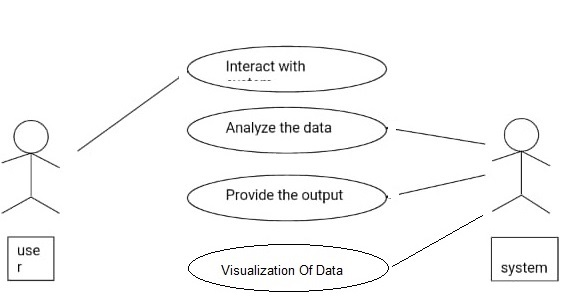 Interact with
Analyze the data
Provide the output
use
r
Visualization Of Data
system